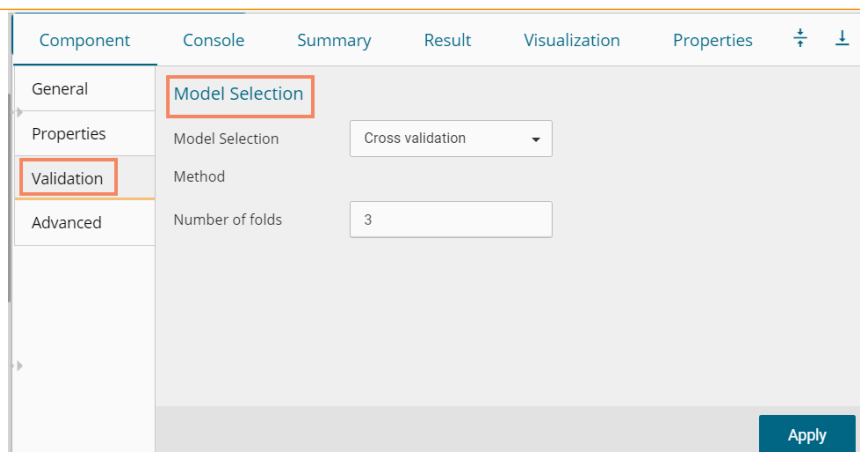 Component Console Summary Result Visualization Properties
General
Properties
Validation
Advanced
Model Selection
Model Selection Cross validation
Method
Number of folds 3
Apply